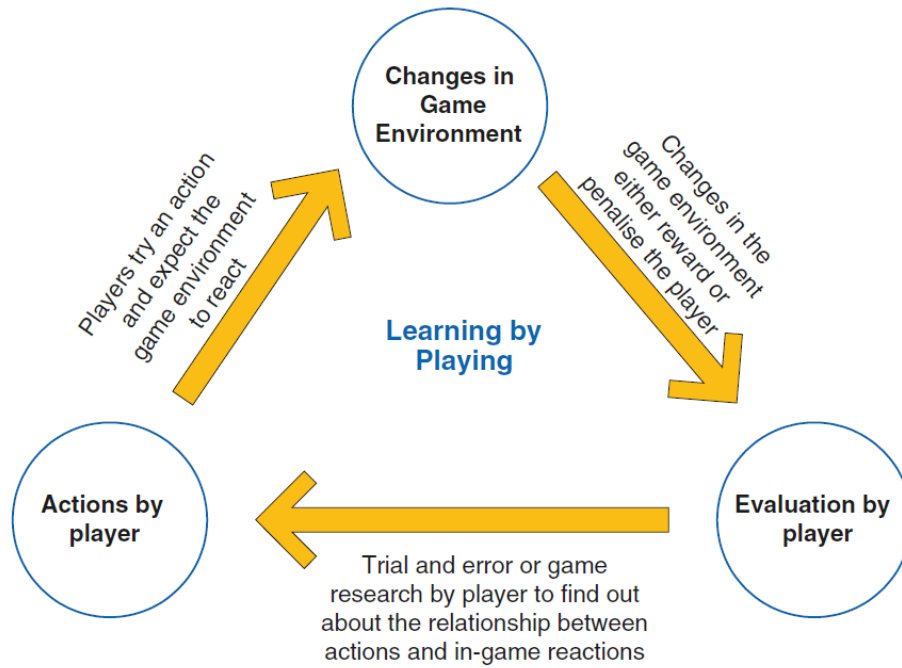 Changes in
Game
Environment
Players try an action
and expect the
game environment
to react
Changes in the
game environment
either reward or
penalise the player
Learning by
Playing
Actions by
player
Evaluation by
player
Trial and error or game
research by player to find out
about the relationship between
actions and in-game reactions